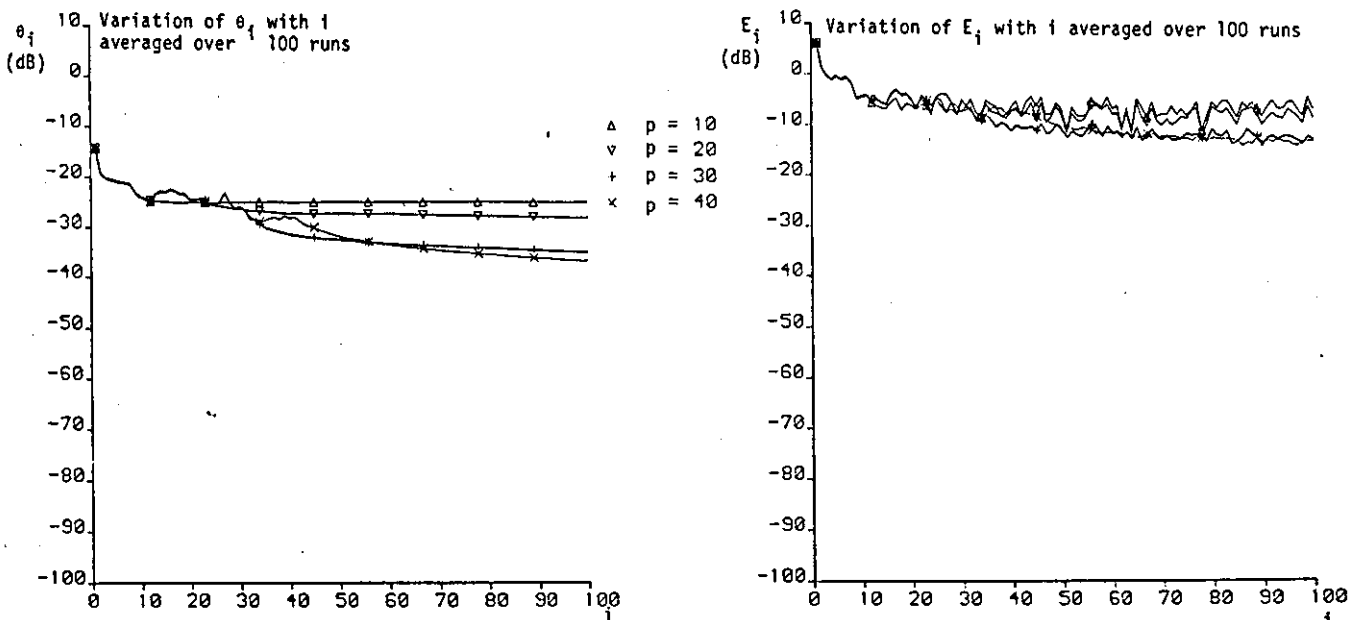 Variation of θi with i
averaged over 100 runs
θi
(dB)
10
0
-10
-20
-30
-40
-50
-60
-70
-80
-90
-100
0 10 20 30 40 50 60 70 80 90 100
i
△ p = 10
▽ p = 20
+ p = 30
× p = 40
Variation of Ei with i averaged over 100 runs
Ei
(dB)
10
0
-10
-20
-30
-40
-50
-60
-70
-80
-90
-100
0 10 20 30 40 50 60 70 80 90 100
i